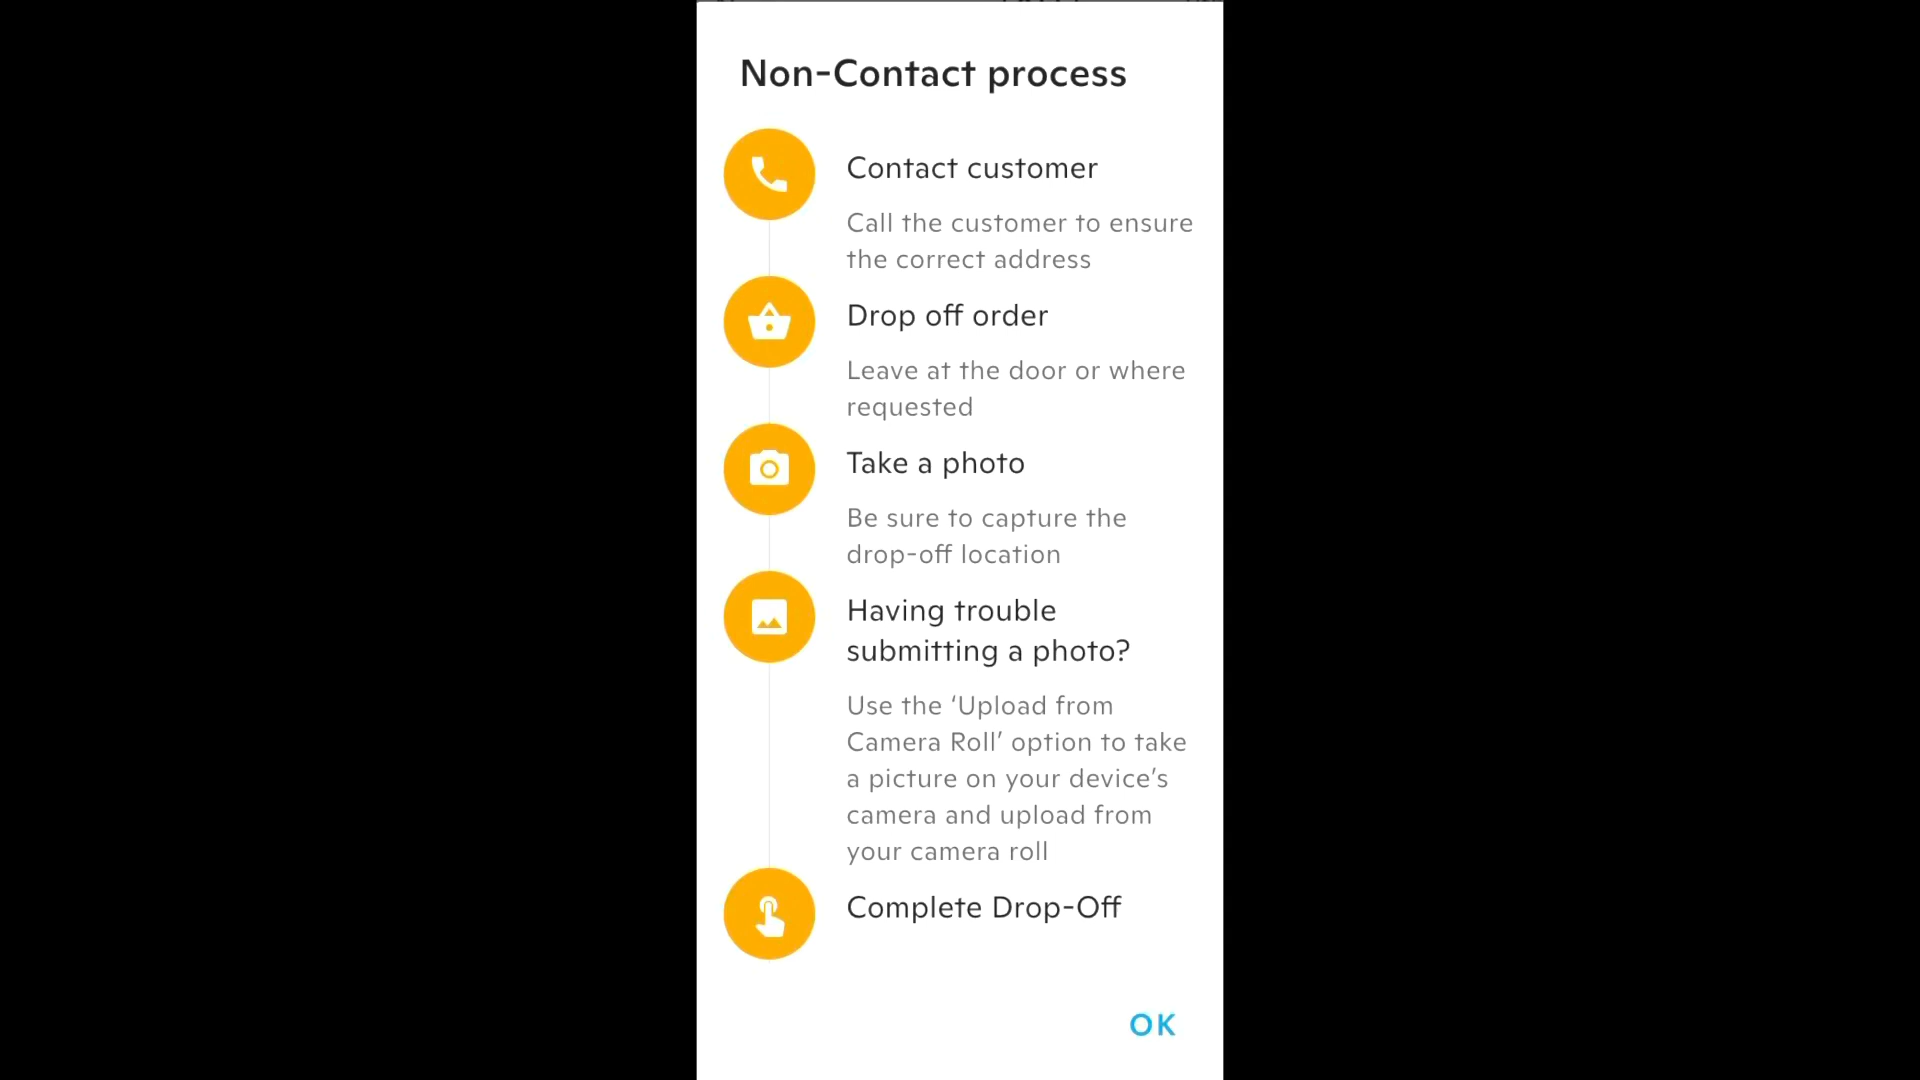 Non-Contact process
Contact customer
Call the customer to ensure
the correct address
Drop off order
Leave at the door or where
requested
Take a photo
Be sure to capture the
drop-off location
Having trouble
submitting a photo?
Use the ‘Upload from
Camera Roll’ option to take
a picture on your device’s
camera and upload from
your camera roll
Complete Drop-Off
OK